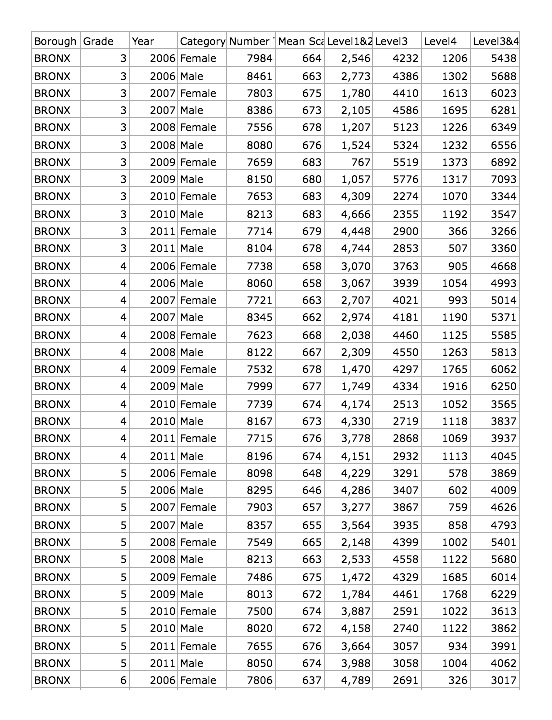 Borough Grade Year Category Number Mean Sca Level1&2 Level3 Level4 Level3&4
BRONX 3 2006 Female 7984 664 2,546 4232 1206 5438
BRONX 3 2006 Male 8461 663 2,773 4386 1302 5688
BRONX 3 2007 Female 7803 675 1,780 4410 1613 6023
BRONX 3 2007 Male 8386 673 2,105 4586 1695 6281
BRONX 3 2008 Female 7556 678 1,207 5123 1226 6349
BRONX 3 2008 Male 8080 676 1,524 5324 1232 6556
BRONX 3 2009 Female 7659 683 767 5519 1373 6892
BRONX 3 2009 Male 8150 680 1,057 5776 1317 7093
BRONX 3 2010 Female 7653 683 4,309 2274 1070 3344
BRONX 3 2010 Male 8213 683 4,666 2355 1192 3547
BRONX 3 2011 Female 7714 679 4,448 2900 366 3266
BRONX 3 2011 Male 8104 678 4,744 2853 507 3360
BRONX 4 2006 Female 7738 658 3,070 3763 905 4668
BRONX 4 2006 Male 8060 658 3,067 3939 1054 4993
BRONX 4 2007 Female 7721 663 2,707 4021 993 5014
BRONX 4 2007 Male 8345 662 2,974 4181 1190 5371
BRONX 4 2008 Female 7623 668 2,038 4460 1125 5585
BRONX 4 2008 Male 8122 667 2,309 4550 1263 5813
BRONX 4 2009 Female 7532 678 1,470 4297 1765 6062
BRONX 4 2009 Male 7999 677 1,749 4334 1916 6250
BRONX 4 2010 Female 7739 674 4,174 2513 1052 3565
BRONX 4 2010 Male 8167 673 4,330 2719 1118 3837
BRONX 4 2011 Female 7715 676 3,778 2868 1069 3937
BRONX 4 2011 Male 8196 674 4,151 2932 1113 4045
BRONX 5 2006 Female 8098 648 4,229 3291 578 3869
BRONX 5 2006 Male 8295 646 4,286 3407 602 4009
BRONX 5 2007 Female 7903 657 3,277 3867 759 4626
BRONX 5 2007 Male 8357 655 3,564 3935 858 4793
BRONX 5 2008 Female 7549 665 2,148 4399 1002 5401
BRONX 5 2008 Male 8213 663 2,533 4558 1122 5680
BRONX 5 2009 Female 7486 675 1,472 4329 1685 6014
BRONX 5 2009 Male 8013 672 1,784 4461 1768 6229
BRONX 5 2010 Female 7500 674 3,887 2591 1022 3613
BRONX 5 2010 Male 8020 672 4,158 2740 1122 3862
BRONX 5 2011 Female 7655 676 3,664 3057 934 3991
BRONX 5 2011 Male 8050 674 3,988 3058 1004 4062
BRONX 6 2006 Female 7806 637 4,789 2691 326 3017